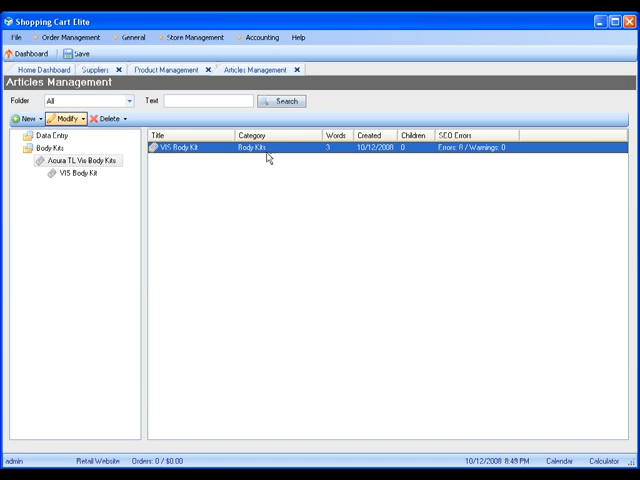 Shopping Cart Elite
File Order Management General Store Management Accounting Help
Dashboard Save
Home Dashboard Suppliers Product Management Articles Management
Articles Management
Folder All Text Search
New Modify Delete
Data Entry
Body Kits
Acura TL Vis Body Kits
VIS Body Kit
Title Category Words Created Children SEO Errors
VIS Body Kit Body Kits 3 10/12/2008 0 Errors: 0 / Warnings: 0
admin Retail Website Orders: 0 / $0.00 10/12/2008 8:49 PM Calendar Calculator